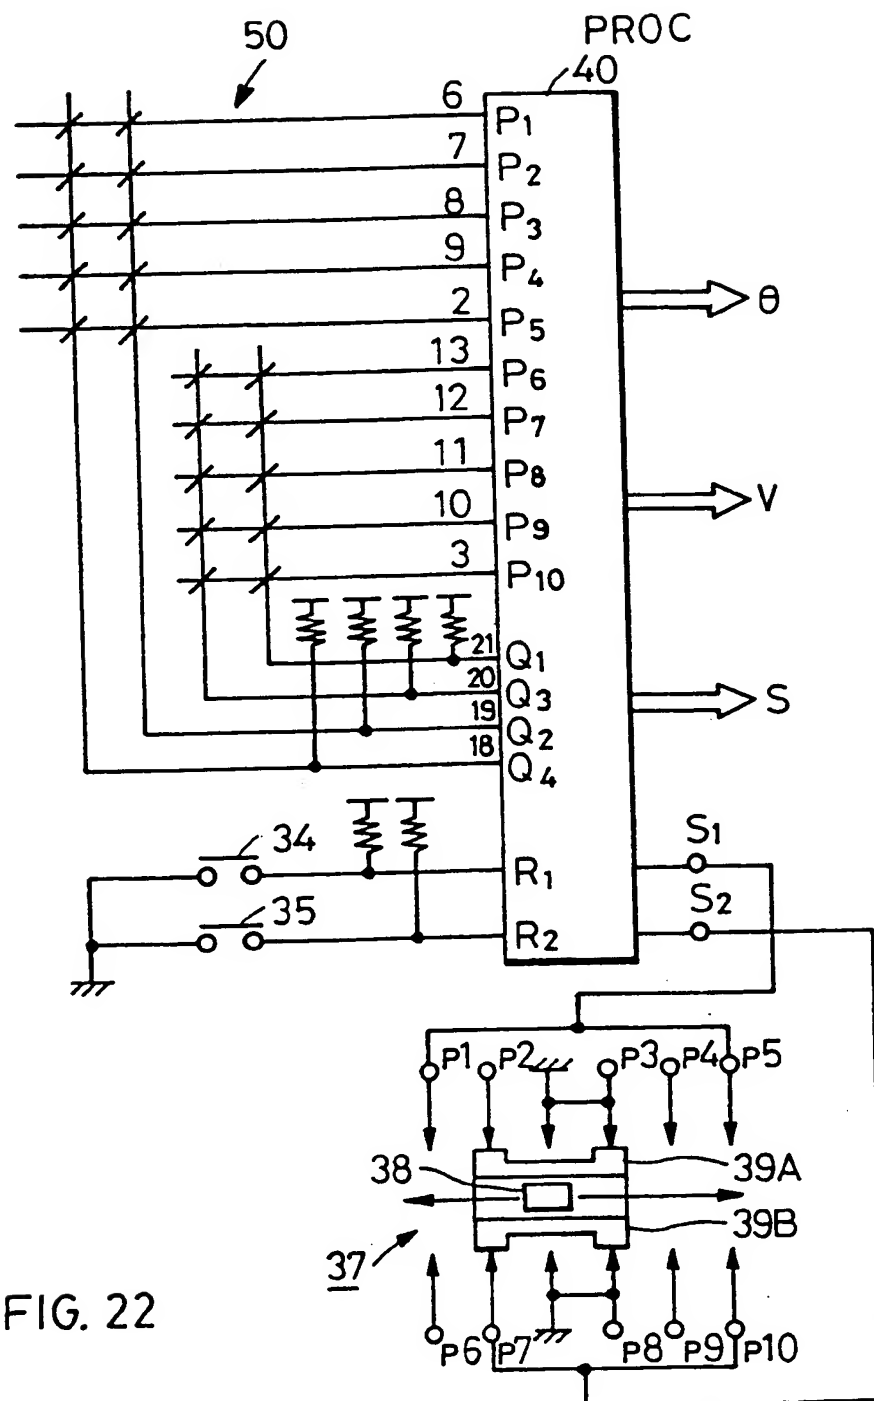 50
PROC
40
6 P1
7 P2
8 P3
9 P4
2 P5
13 P6
12 P7
11 P8
10 P9
3 P10
θ
V
S
21 Q1
20 Q3
19 Q2
18 Q4
34
R1
35
R2
S1
S2
P1 P2 P3 P4 P5
38
39A
39B
37
P6 P7 P8 P9 P10
FIG. 22